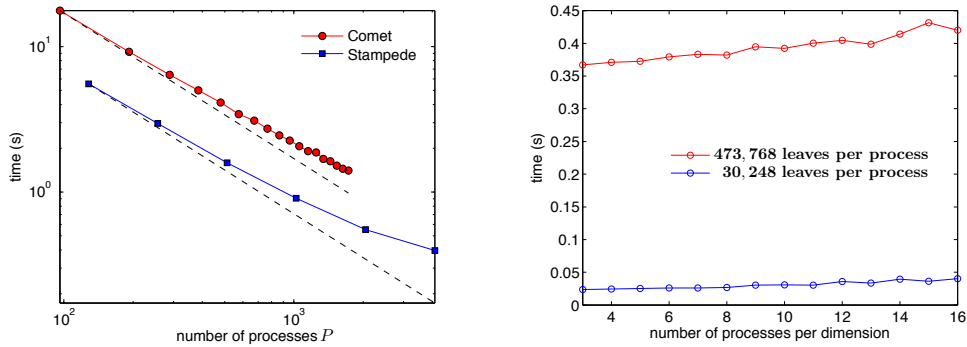 10^1
10^0
10^2
10^3
time (s)
number of processes P
Comet
Stampede
0.45
0.4
0.35
0.3
0.25
0.2
0.15
0.1
0.05
0
4
6
8
10
12
14
16
time (s)
number of processes per dimension
473, 768 leaves per process
30, 248 leaves per process